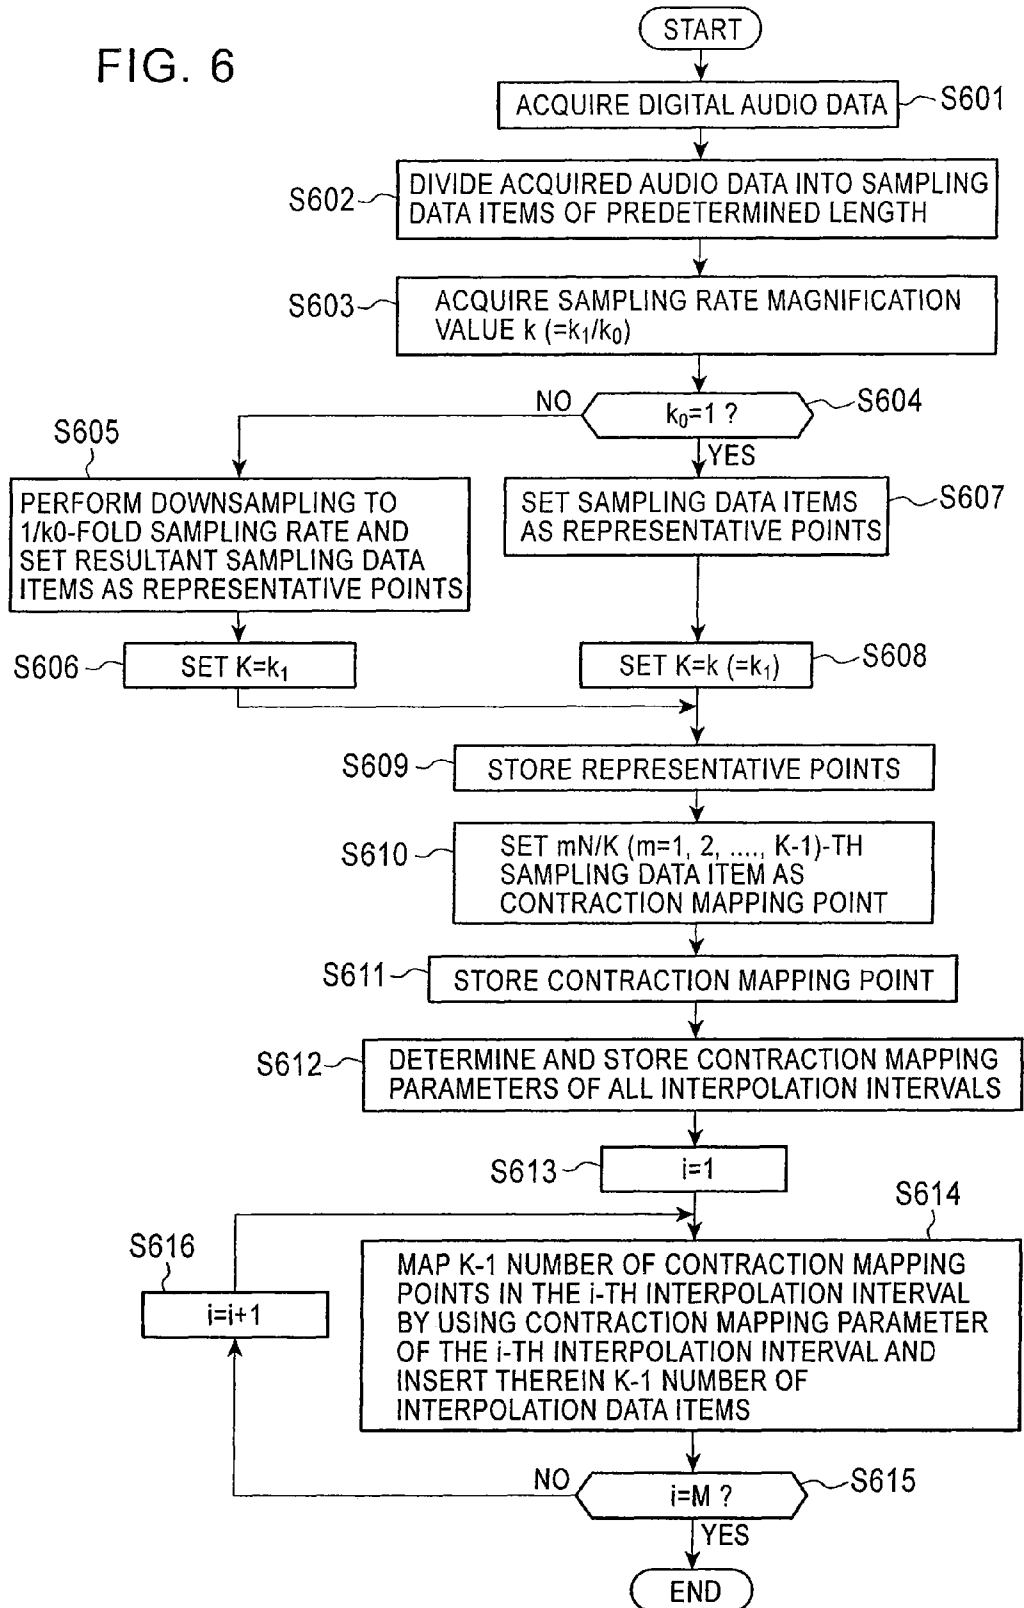 FIG. 6
START
ACQUIRE DIGITAL AUDIO DATA
S601
S602
DIVIDE ACQUIRED AUDIO DATA INTO SAMPLING
DATA ITEMS OF PREDETERMINED LENGTH
S603
ACQUIRE SAMPLING RATE MAGNIFICATION
VALUE k (=k₁/k₀)
NO
k₀=1 ?
S604
YES
S605
PERFORM DOWNSAMPLING TO
1/k0-FOLD SAMPLING RATE AND
SET RESULTANT SAMPLING DATA
ITEMS AS REPRESENTATIVE POINTS
SET SAMPLING DATA ITEMS
AS REPRESENTATIVE POINTS
S607
S606
SET K=k₁
SET K=k (=k₁)
S608
S609
STORE REPRESENTATIVE POINTS
S610
SET mN/K (m=1, 2, ...., K-1)-TH
SAMPLING DATA ITEM AS
CONTRACTION MAPPING POINT
S611
STORE CONTRACTION MAPPING POINT
S612
DETERMINE AND STORE CONTRACTION MAPPING
PARAMETERS OF ALL INTERPOLATION INTERVALS
S613
i=1
S614
S616
i=i+1
MAP K-1 NUMBER OF CONTRACTION MAPPING
POINTS IN THE i-TH INTERPOLATION INTERVAL
BY USING CONTRACTION MAPPING PARAMETER
OF THE i-TH INTERPOLATION INTERVAL AND
INSERT THEREIN K-1 NUMBER OF
INTERPOLATION DATA ITEMS
NO
i=M ?
S615
YES
END